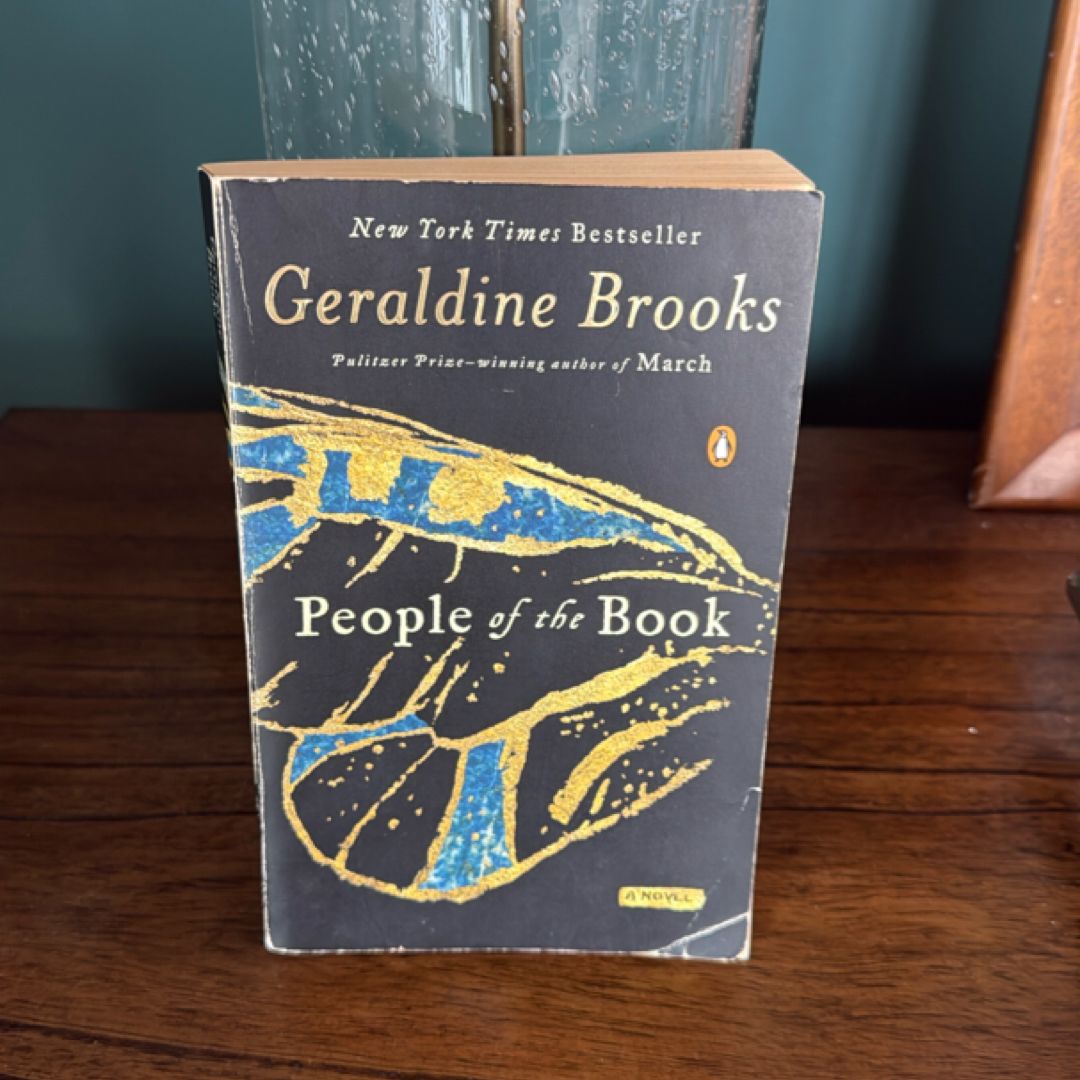 New York Times Bestseller
Geraldine Brooks
Pulitzer Prize–winning author of March
People of the Book
A NOVEL